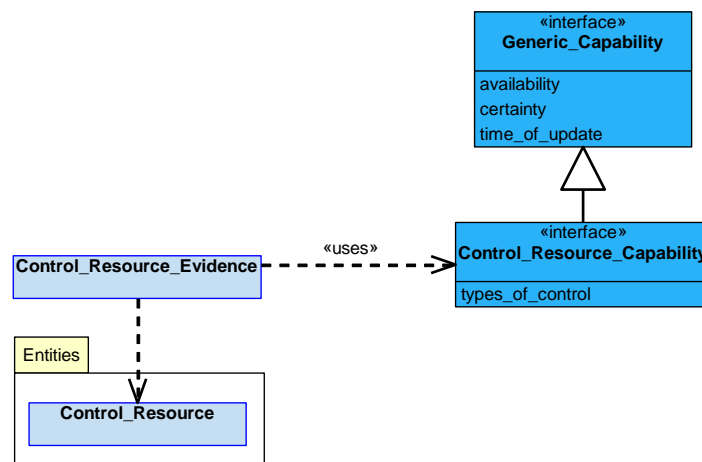 «interface»
Generic_Capability
availability
certainty
time_of_update
«interface»
Control_Resource_Capability
types_of_control
«uses»
Control_Resource_Evidence
Entities
Control_Resource